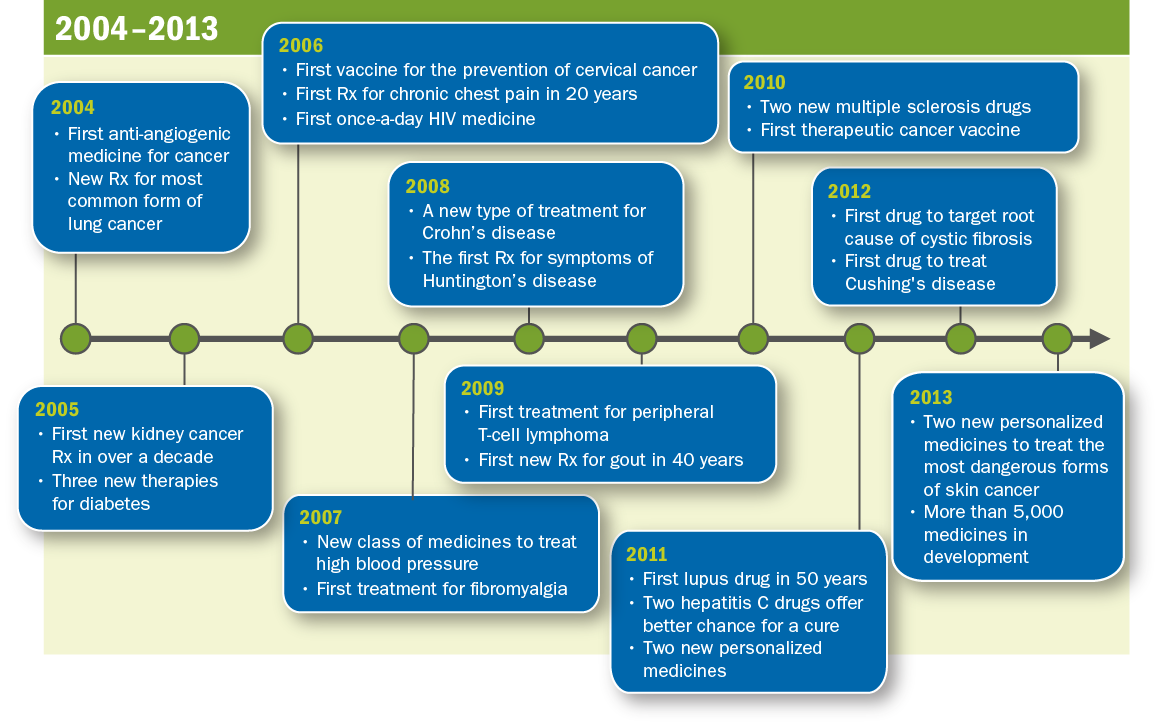 2004–2013
2004
• First anti-angiogenic
medicine for cancer
• New Rx for most
common form of
lung cancer
2005
• First new kidney cancer
Rx in over a decade
• Three new therapies
for diabetes
2006
• First vaccine for the prevention of cervical cancer
• First Rx for chronic chest pain in 20 years
• First once-a-day HIV medicine
2007
• New class of medicines to treat
high blood pressure
• First treatment for fibromyalgia
2008
• A new type of treatment for
Crohn’s disease
• The first Rx for symptoms of
Huntington’s disease
2009
• First treatment for peripheral
T-cell lymphoma
• First new Rx for gout in 40 years
2010
• Two new multiple sclerosis drugs
• First therapeutic cancer vaccine
2011
• First lupus drug in 50 years
• Two hepatitis C drugs offer
better chance for a cure
• Two new personalized
medicines
2012
• First drug to target root
cause of cystic fibrosis
• First drug to treat
Cushing's disease
2013
• Two new personalized
medicines to treat the
most dangerous forms
of skin cancer
• More than 5,000
medicines in
development